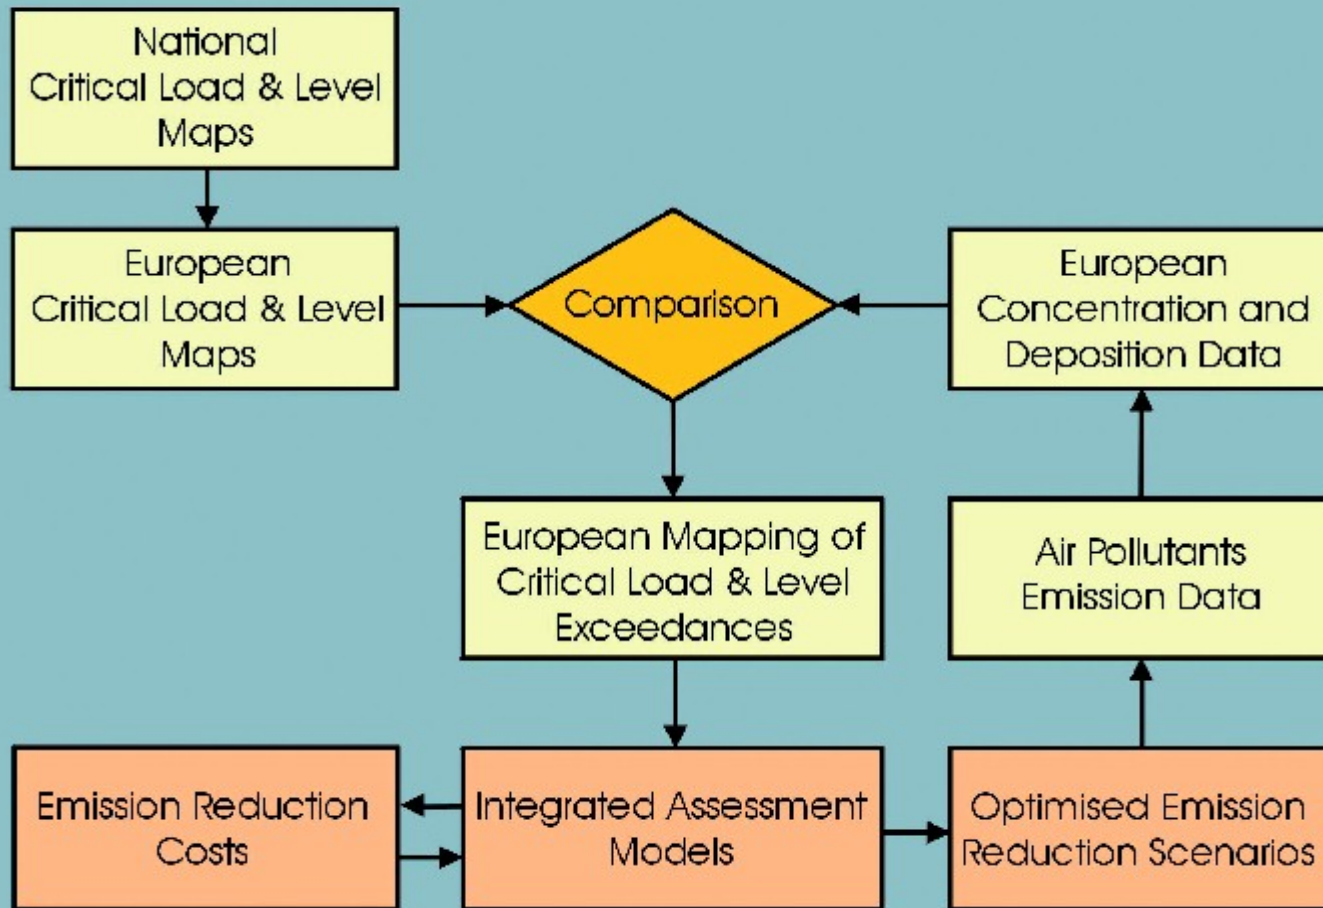 National
Critical Load & Level
Maps
European
Critical Load & Level
Maps
Comparison
European
Concentration and
Deposition Data
European Mapping of
Critical Load & Level
Exceedances
Air Pollutants
Emission Data
Emission Reduction
Costs
Integrated Assessment
Models
Optimised Emission
Reduction Scenarios